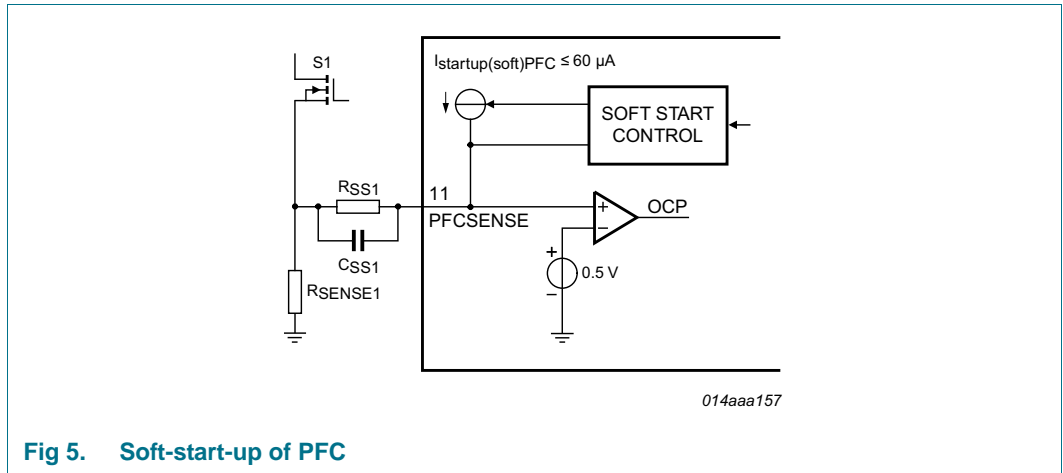 S1
Istartup(soft)PFC ≤ 60 μA
SOFT START
CONTROL
RSS1
11
PFCSENSE
CSS1
RSENSE1
+
−
OCP
+
0.5 V
−
014aaa157
Fig 5. Soft-start-up of PFC